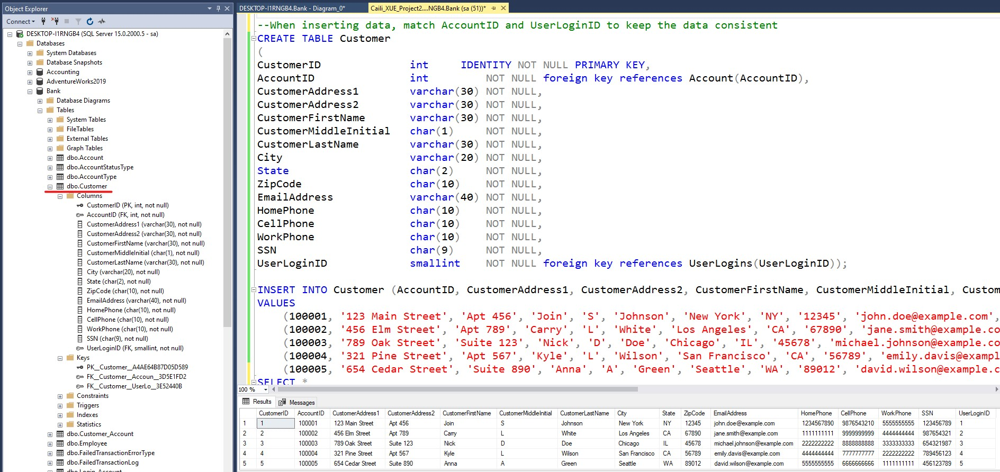 Object Explorer
Connect
DESKTOP-I1RNGB4 (SQL Server 15.0.2000.5 - sa)
Databases
System Databases
Database Snapshots
Accounting
AdventureWorks2019
Bank
Database Diagrams
Tables
System Tables
FileTables
External Tables
Graph Tables
dbo.Account
dbo.AccountStatusType
dbo.AccountType
dbo.Customer
Columns
CustomerID (PK, int, not null)
AccountID (FK, int, not null)
CustomerAddress1 (varchar(30), not null)
CustomerAddress2 (varchar(30), not null)
CustomerFirstName (varchar(30), not null)
CustomerMiddleInitial (char(1), not null)
CustomerLastName (varchar(30), not null)
City (varchar(20), not null)
State (char(2), not null)
ZipCode (char(10), not null)
EmailAddress (varchar(40), not null)
HomePhone (char(10), not null)
CellPhone (char(10), not null)
WorkPhone (char(10), not null)
SSN (char(9), not null)
UserLoginID (FK, smallint, not null)
Keys
PK__Customer__A4AE64B87D05D589
FK__Customer__Accoun__3D5E1FD2
FK__Customer__UserLo__3E52440B
Constraints
Triggers
Indexes
Statistics
dbo.Customer_Account
dbo.Employee
dbo.FailedTransactionErrorType
dbo.FailedTransactionLog
dbo.Login_Account
DESKTOP-I1RNGB4.Bank - Diagram_0*
Caili_XUE_Project2....NGB4.Bank (sa (51))*
--When inserting data, match AccountID and UserLoginID to keep the data consistent
CREATE TABLE Customer
(
CustomerID int IDENTITY NOT NULL PRIMARY KEY,
AccountID int NOT NULL foreign key references Account(AccountID),
CustomerAddress1 varchar(30) NOT NULL,
CustomerAddress2 varchar(30) NOT NULL,
CustomerFirstName varchar(30) NOT NULL,
CustomerMiddleInitial char(1) NOT NULL,
CustomerLastName varchar(30) NOT NULL,
City varchar(20) NOT NULL,
State char(2) NOT NULL,
ZipCode char(10) NOT NULL,
EmailAddress varchar(40) NOT NULL,
HomePhone char(10) NOT NULL,
CellPhone char(10) NOT NULL,
WorkPhone char(10) NOT NULL,
SSN char(9) NOT NULL,
UserLoginID smallint NOT NULL foreign key references UserLogins(UserLoginID));
INSERT INTO Customer (AccountID, CustomerAddress1, CustomerAddress2, CustomerFirstName, CustomerMiddleInitial, Custom
VALUES
(100001, '123 Main Street', 'Apt 456', 'Join', 'S', 'Johnson', 'New York', 'NY', '12345', 'john.doe@example.com',
(100002, '456 Elm Street', 'Apt 789', 'Carry', 'L', 'White', 'Los Angeles', 'CA', '67890', 'jane.smith@example.co
(100003, '789 Oak Street', 'Suite 123', 'Nick', 'D', 'Doe', 'Chicago', 'IL', '45678', 'michael.johnson@example.co
(100004, '321 Pine Street', 'Apt 567', 'Kyle', 'L', 'Wilson', 'San Francisco', 'CA', '56789', 'emily.davis@exampl
(100005, '654 Cedar Street', 'Suite 890', 'Anna', 'A', 'Green', 'Seattle', 'WA', '89012', 'david.wilson@example.c
SELECT *
100 %
Results Messages
CustomerID AccountID CustomerAddress1 CustomerAddress2 CustomerFirstName CustomerMiddleInitial CustomerLastName City State ZipCode EmailAddress HomePhone CellPhone WorkPhone SSN UserLoginID
1 1 100001 123 Main Street Apt 456 Join S Johnson New York NY 12345 john.doe@example.com 1234567890 9876543210 5555555555 123456789 1
2 2 100002 456 Elm Street Apt 789 Carry L White Los Angeles CA 67890 jane.smith@example.com 1111111111 9999999999 4444444444 987654321 2
3 3 100003 789 Oak Street Suite 123 Nick D Doe Chicago IL 45678 michael.johnson@example.com 2222222222 8888888888 3333333333 654321987 3
4 4 100004 321 Pine Street Apt 567 Kyle L Wilson San Francisco CA 56789 emily.davis@example.com 4444444444 7777777777 2222222222 789456123 4
5 5 100005 654 Cedar Street Suite 890 Anna A Green Seattle WA 89012 david.wilson@example.com 5555555555 6666666666 1111111111 456123789 5